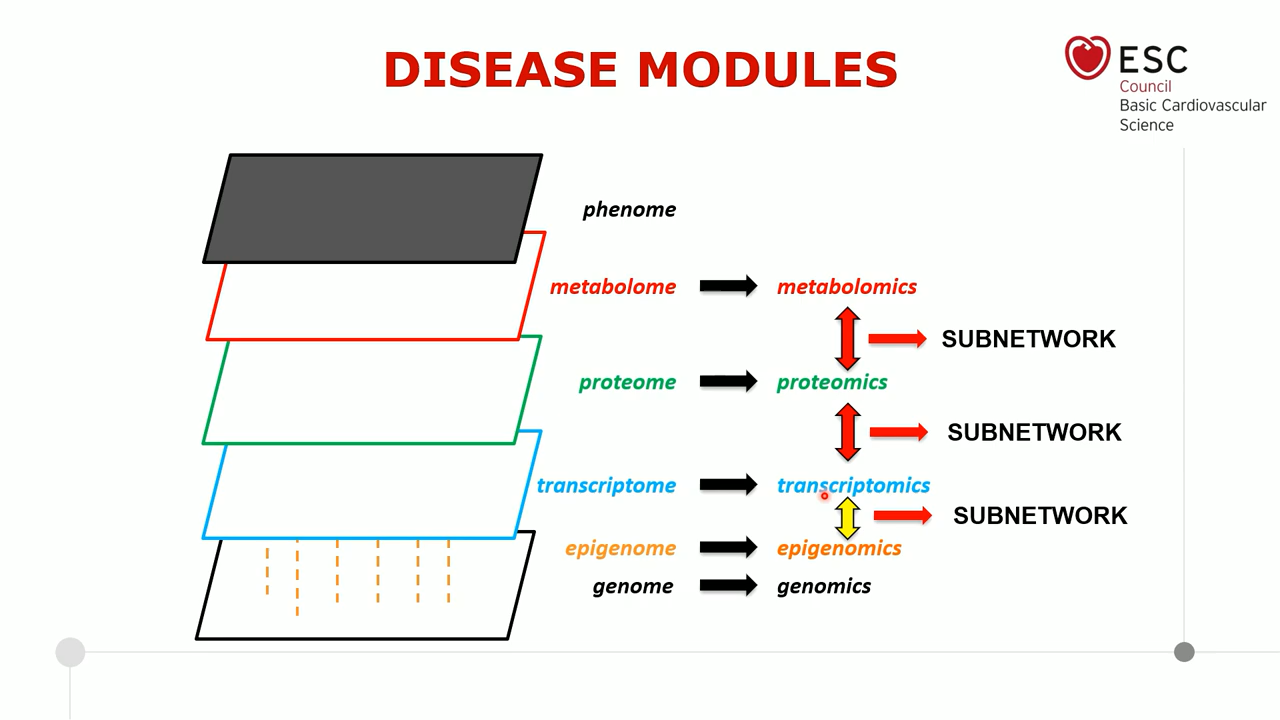 DISEASE MODULES
ESC
Council
Basic Cardiovascular
Science
phenome
metabolome metabolomics
SUBNETWORK
proteome proteomics
SUBNETWORK
transcriptome transcriptomics
SUBNETWORK
epigenome epigenomics
genome genomics